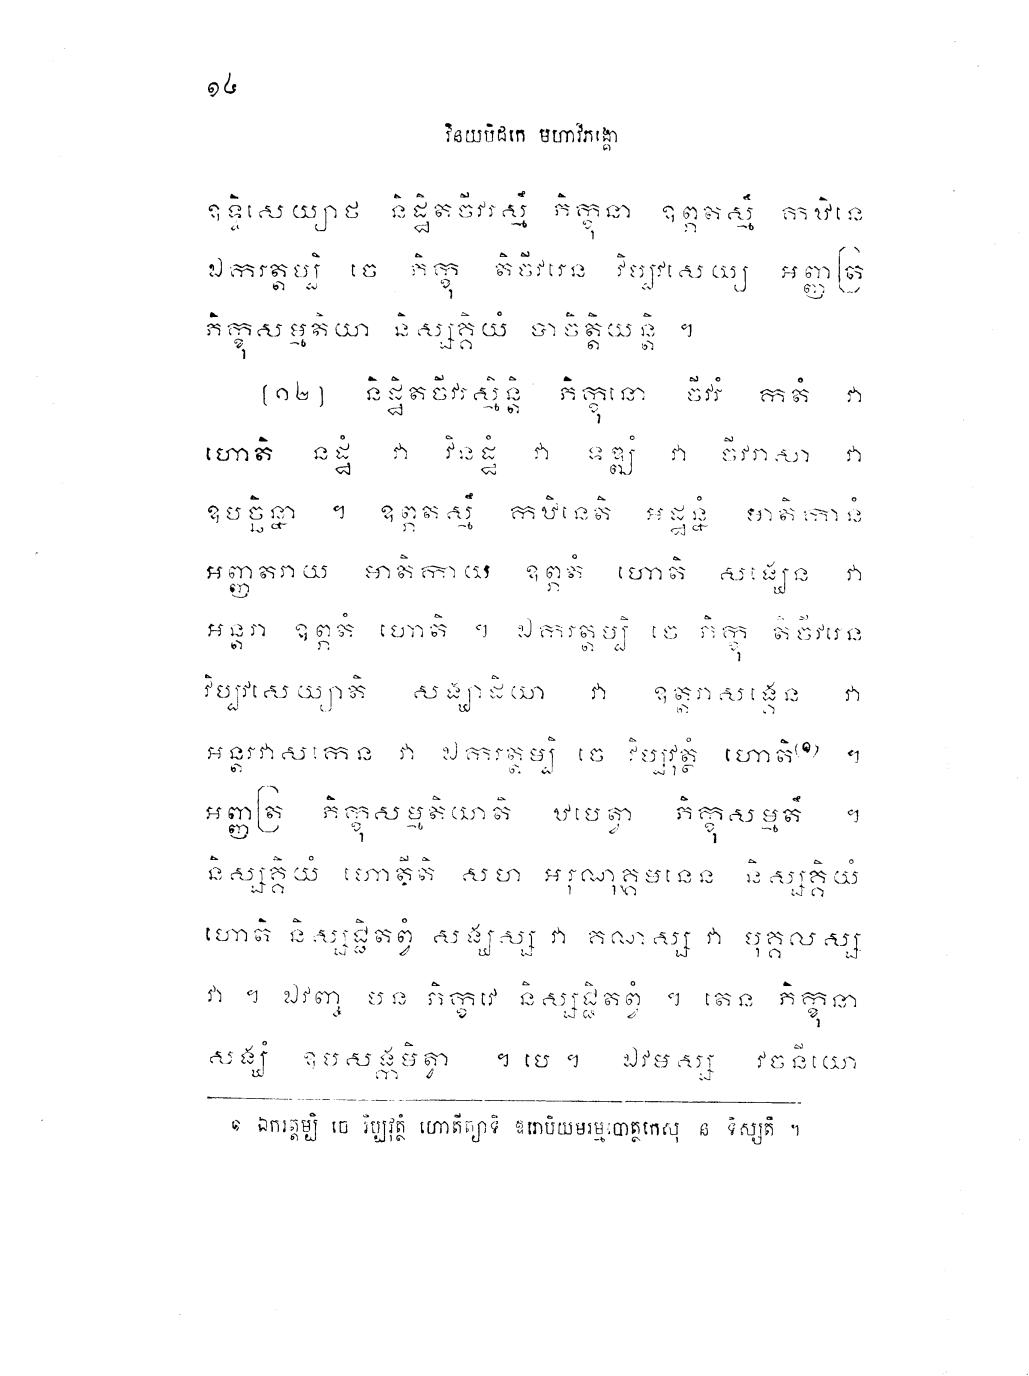 ១៤
វិនយបិដកេ មហាវិភង្គោ
ឧទ្ទិសេយ្យាថ និដ្ឋិតចីវរស្មឹ ភិក្ខុនា ឧព្ភតស្មឹ កឋិនេ
ឯករត្តម្បិ ចេ ភិក្ខុ តិចីវរេន វិប្បវសេយ្យ អញ្ញត្រ
ភិក្ខុសម្មតិយា និស្សគ្គិយំ បាចិត្តិយន្តិ ។
(១២) និដ្ឋិតចីវរស្មិន្តិ ភិក្ខុនោ ចីវរំ កតំ វា
ហោតិ នដ្ឋំ វា វិនដ្ឋំ វា ទឌ្ឍំ វា ចីវរាសា វា
ឧបច្ឆិន្នា ។ ឧព្ភតស្មឹ កឋិនេតិ អដ្ឋន្នំ មាតិកានំ
អញ្ញតរាយ មាតិកាយ ឧព្ភតំ ហោតិ សង្ឃេន វា
អន្តរា ឧព្ភតំ ហោតិ ។ ឯករត្តម្បិ ចេ ភិក្ខុ តិចីវរេន
វិប្បវសេយ្យាតិ សង្ឃាដិយា វា ឧត្តរាសង្គេន វា
អន្តរវាសកេន វា ឯករត្តម្បិ ចេ វិប្បវុត្ថំ ហោតិ(១) ។
អញ្ញត្រ ភិក្ខុសម្មតិយាតិ ឋបេត្វា ភិក្ខុសម្មតឹ ។
និស្សគ្គិយំ ហោតីតិ សហ អរុណុគ្គមនេន និស្សគ្គិយំ
ហោតិ និស្សជ្ជិតព្វំ សង្ឃស្ស វា គណស្ស វា បុគ្គលស្ស
វា ។ ឯវញ្ច បន ភិក្ខវេ និស្សជ្ជិតព្វំ ។ តេន ភិក្ខុនា
សង្ឃំ ឧបសង្កមិត្វា ។ បេ ។ ឯវមស្ស វចនីយោ
១ ឯករត្តម្បិ ចេ វិប្បវុត្ថំ ហោតីត្យាទិ ឱរោបិយមរម្មបោត្ថកេសុ ន ទិស្សតិ ។